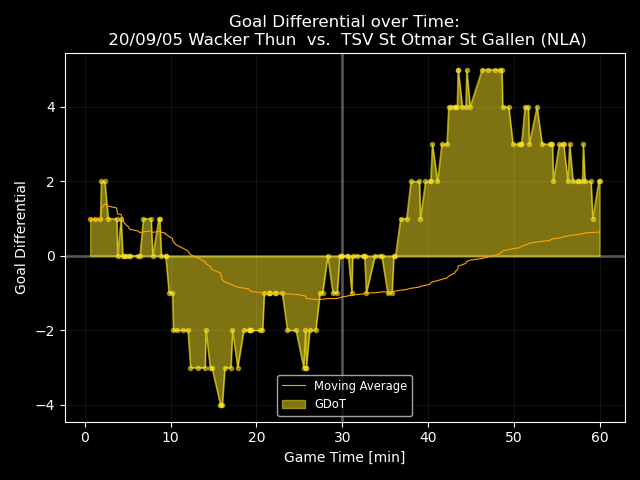 Goal Differential over Time:
20/09/05 Wacker Thun  vs.  TSV St Otmar St Gallen (NLA)
Goal Differential
4
2
0
−2
−4
Moving Average
GDoT
0 10 20 30 40 50 60
Game Time [min]